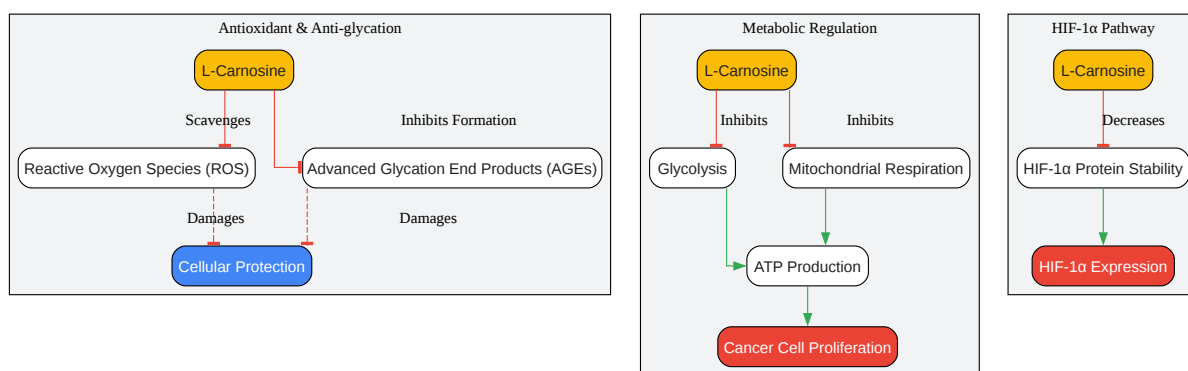 Antioxidant & Anti-glycation
L-Carnosine
Scavenges
Inhibits Formation
Reactive Oxygen Species (ROS)
Advanced Glycation End Products (AGEs)
Damages
Damages
Cellular Protection
Metabolic Regulation
L-Carnosine
Inhibits
Inhibits
Glycolysis
Mitochondrial Respiration
ATP Production
Cancer Cell Proliferation
HIF-1α Pathway
L-Carnosine
Decreases
HIF-1α Protein Stability
HIF-1α Expression